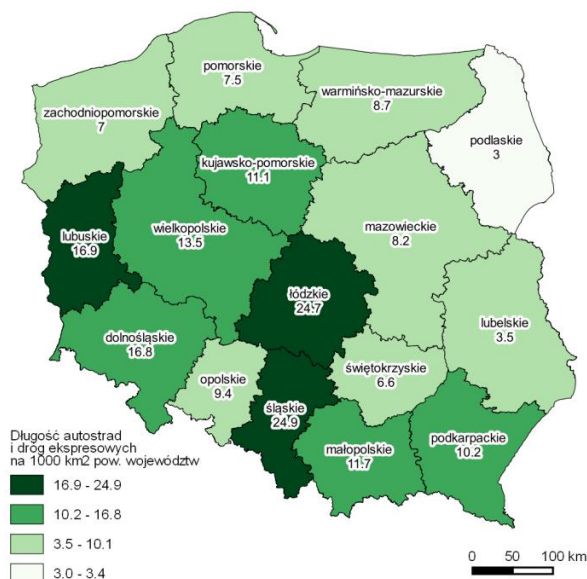 pomorskie
7.5
warmińsko-mazurskie
8.7
zachodniopomorskie
7
podlaskie
3
kujawsko-pomorskie
11.1
mazowieckie
8.2
lubuskie
16.9
wielkopolskie
13.5
łódzkie
24.7
lubelskie
3.5
dolnośląskie
16.8
opolskie
9.4
świętokrzyskie
6.6
śląskie
24.9
małopolskie
11.7
podkarpackie
10.2
Długość autostrad
i dróg ekspresowych
na 1000 km2 pow. województw
16.9 - 24.9
10.2 - 16.8
3.5 - 10.1
3.0 - 3.4
0 50 100 km